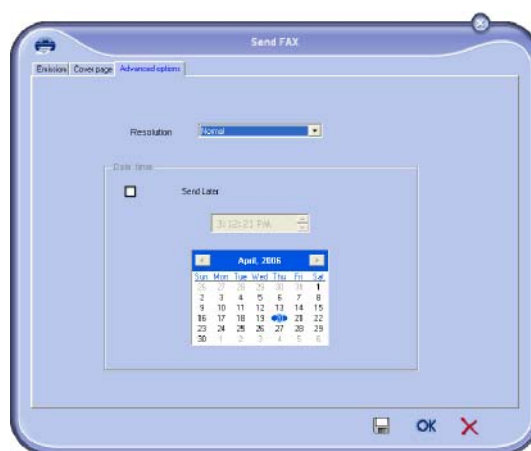 Send FAX
Emission Cover page Advanced options
Resolution Normal
Date time
Send Later
3:12:21 PM
April, 2006
Sun Mon Tue Wed Thu Fri Sat
26 27 28 29 30 31 1
2 3 4 5 6 7 8
9 10 11 12 13 14 15
16 17 18 19 20 21 22
23 24 25 26 27 28 29
30 1 2 3 4 5 6
OK